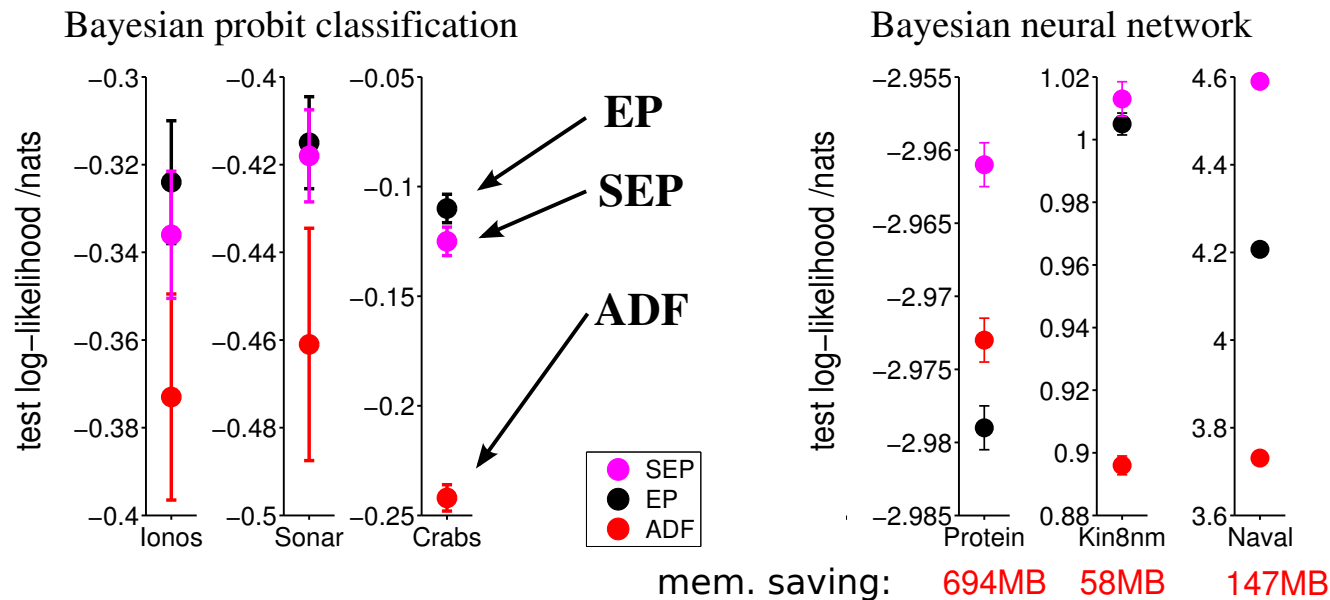 Bayesian probit classification
Bayesian neural network
test log−likelihood /nats
−0.3
−0.32
−0.34
−0.36
−0.38
−0.4
Ionos
−0.4
−0.42
−0.44
−0.46
−0.48
−0.5
Sonar
−0.05
−0.1
−0.15
−0.2
−0.25
Crabs
EP
SEP
ADF
SEP
EP
ADF
test log−likelihood /nats
−2.955
−2.96
−2.965
−2.97
−2.975
−2.98
−2.985
Protein
1.02
1
0.98
0.96
0.94
0.92
0.9
0.88
Kin8nm
4.6
4.4
4.2
4
3.8
3.6
Naval
mem. saving: 694MB 58MB 147MB